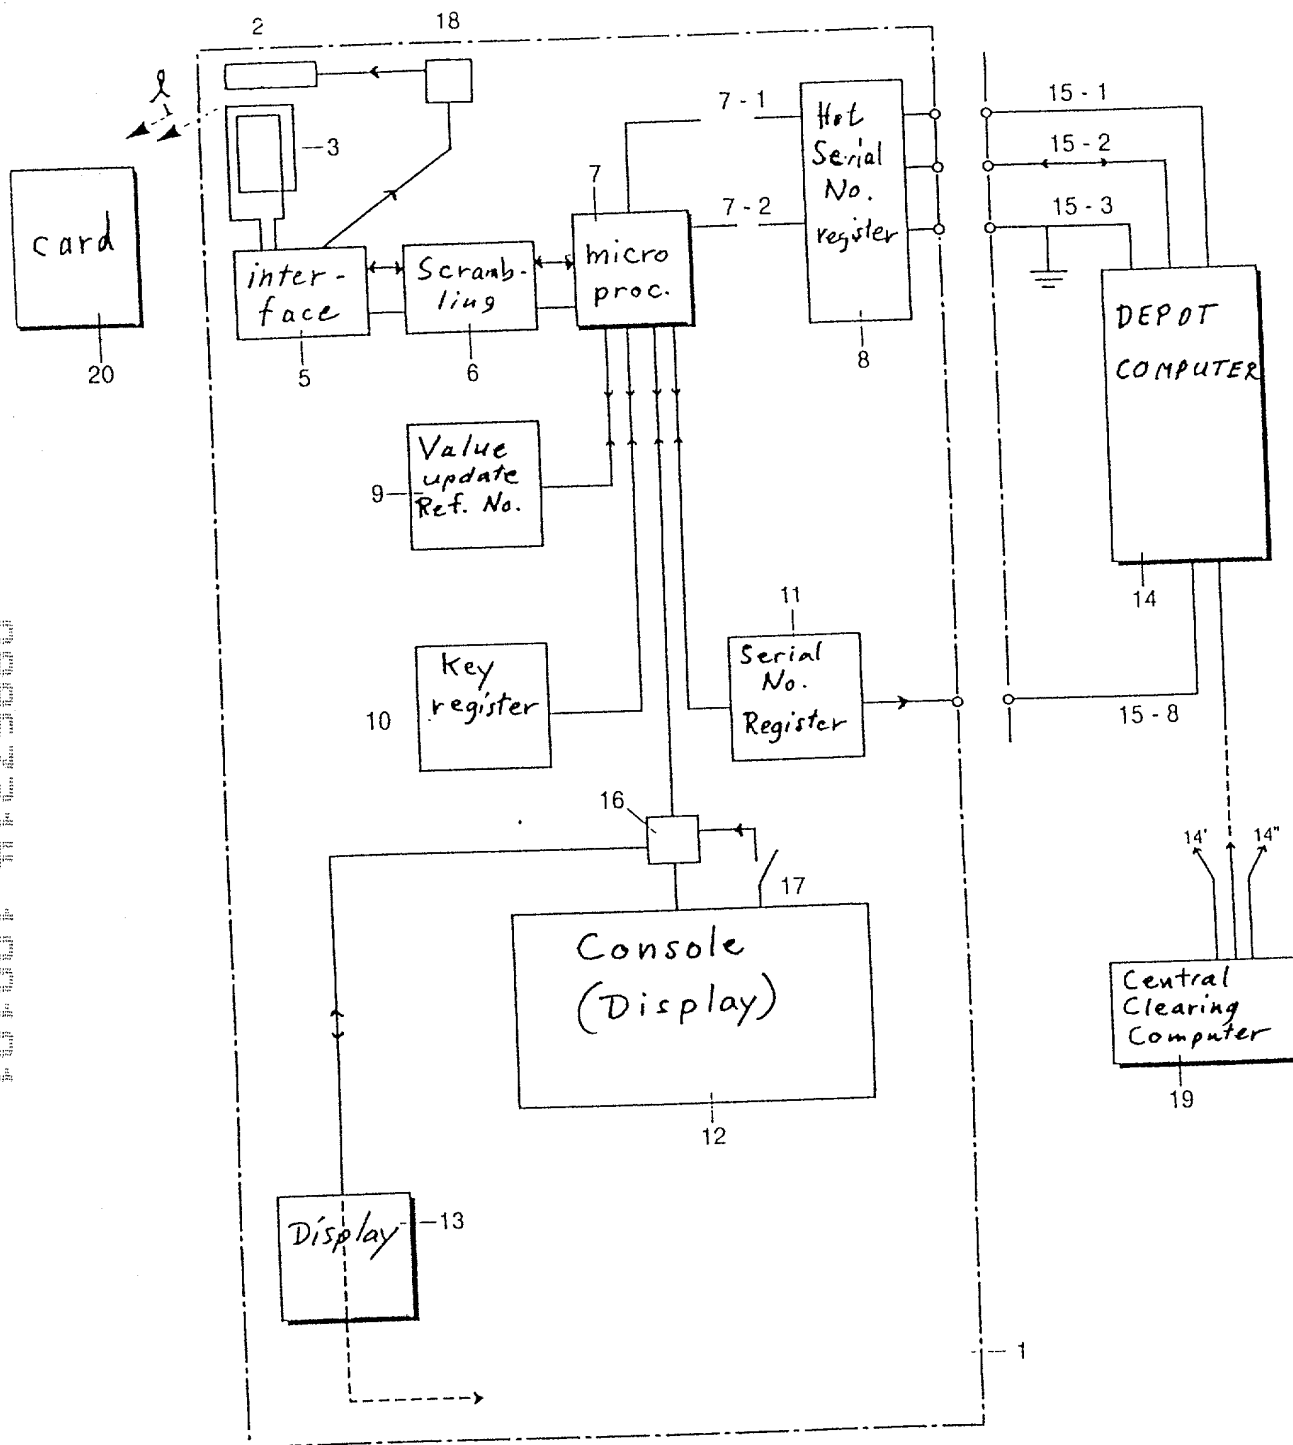 2
18
3
card
20
inter-
face
5
Scramb-
ling
6
7
micro
proc.
7 - 1
7 - 2
Hot
Serial
No.
register
8
15 - 1
15 - 2
15 - 3
DEPOT
COMPUTER
14
Value
update
Ref. No.
9
Key
register
10
11
Serial
No.
Register
15 - 8
16
17
Console
(Display)
12
14'
14"
Central
Clearing
Computer
19
Display
13
1